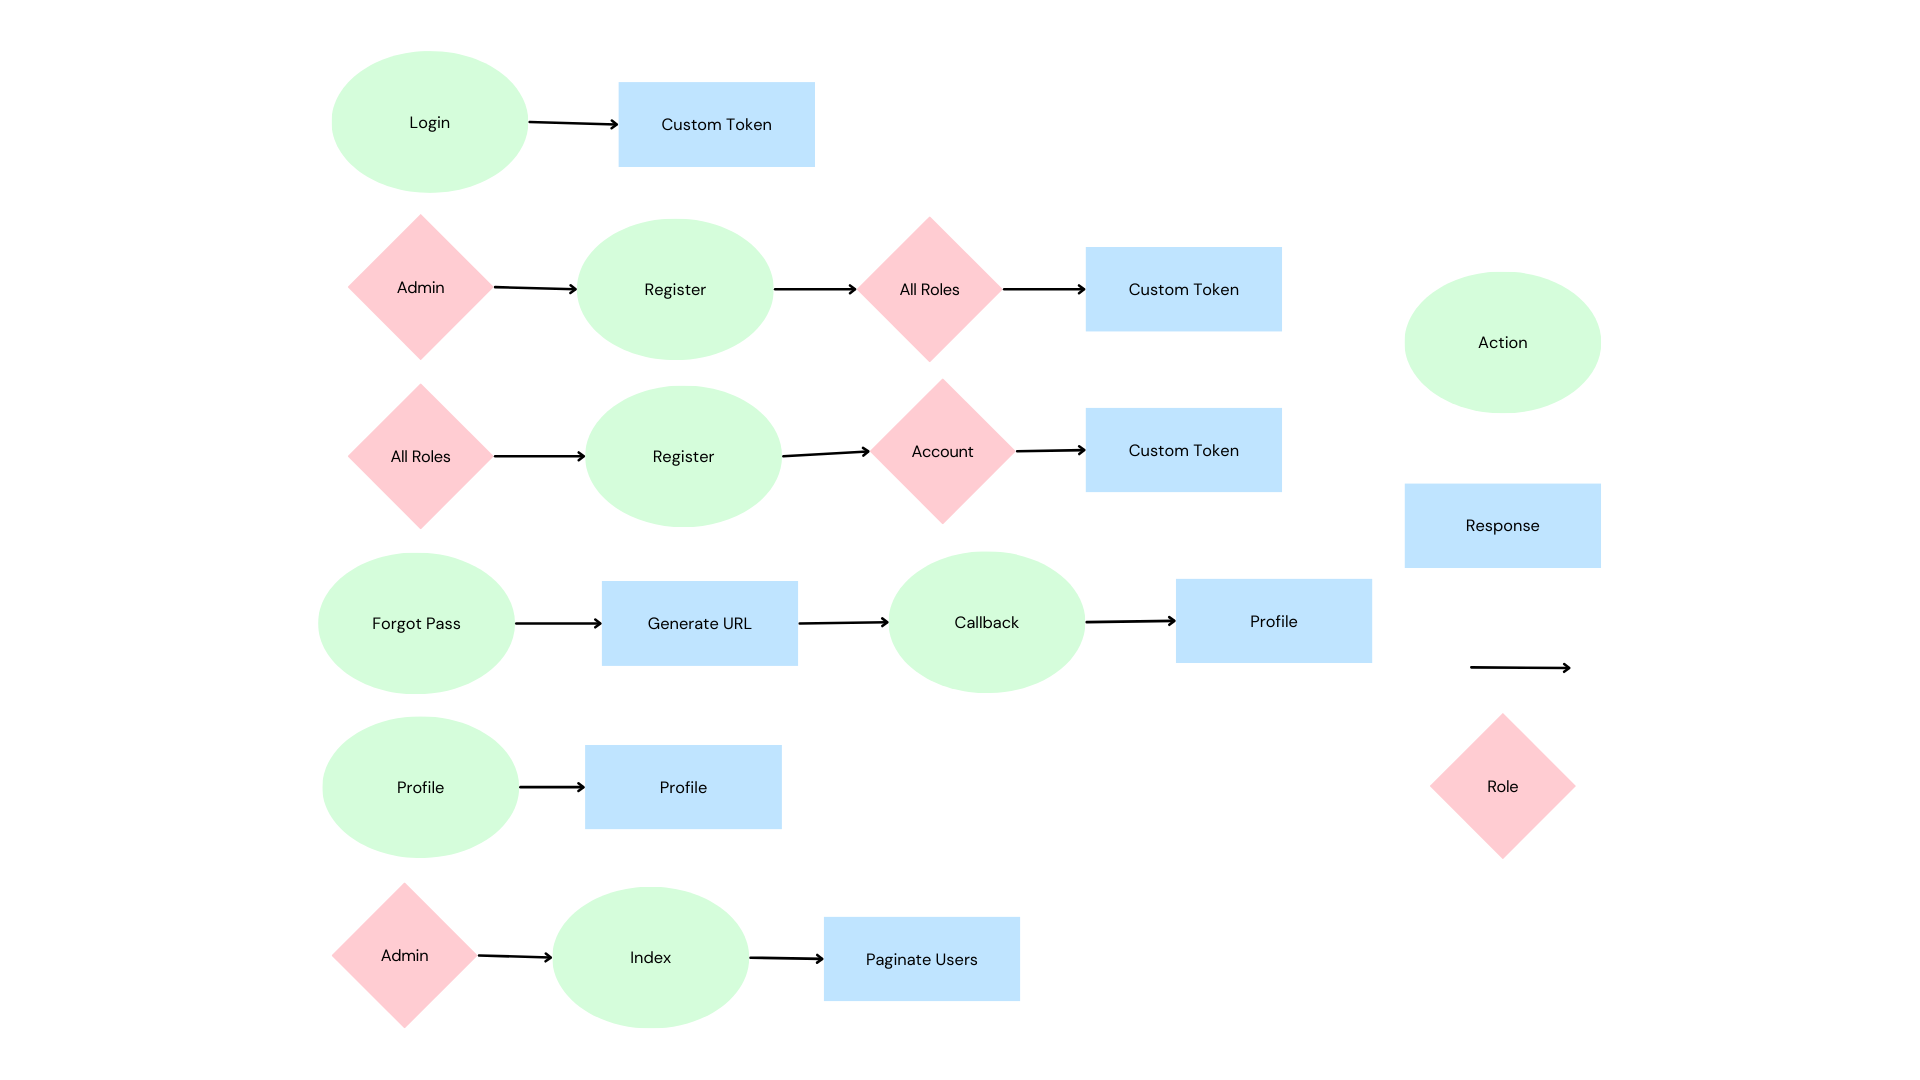 Login
Custom Token
Admin
Register
All Roles
Custom Token
All Roles
Register
Account
Custom Token
Forgot Pass
Generate URL
Callback
Profile
Profile
Profile
Admin
Index
Paginate Users
Action
Response
Role